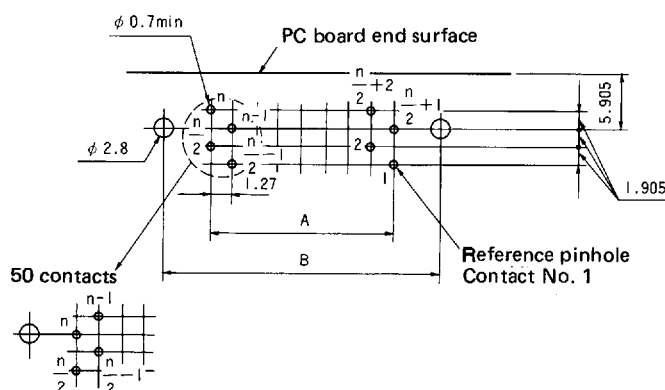 φ 0.7min
PC board end surface
n
n-1
n/2 + 2
n/2 + 1
5.905
n/2
n/2 - 1
2
φ 2.8
1
1.27
1.905
A
B
Reference pinhole
Contact No. 1
50 contacts
n-1
n
n/2
n/2 - 1